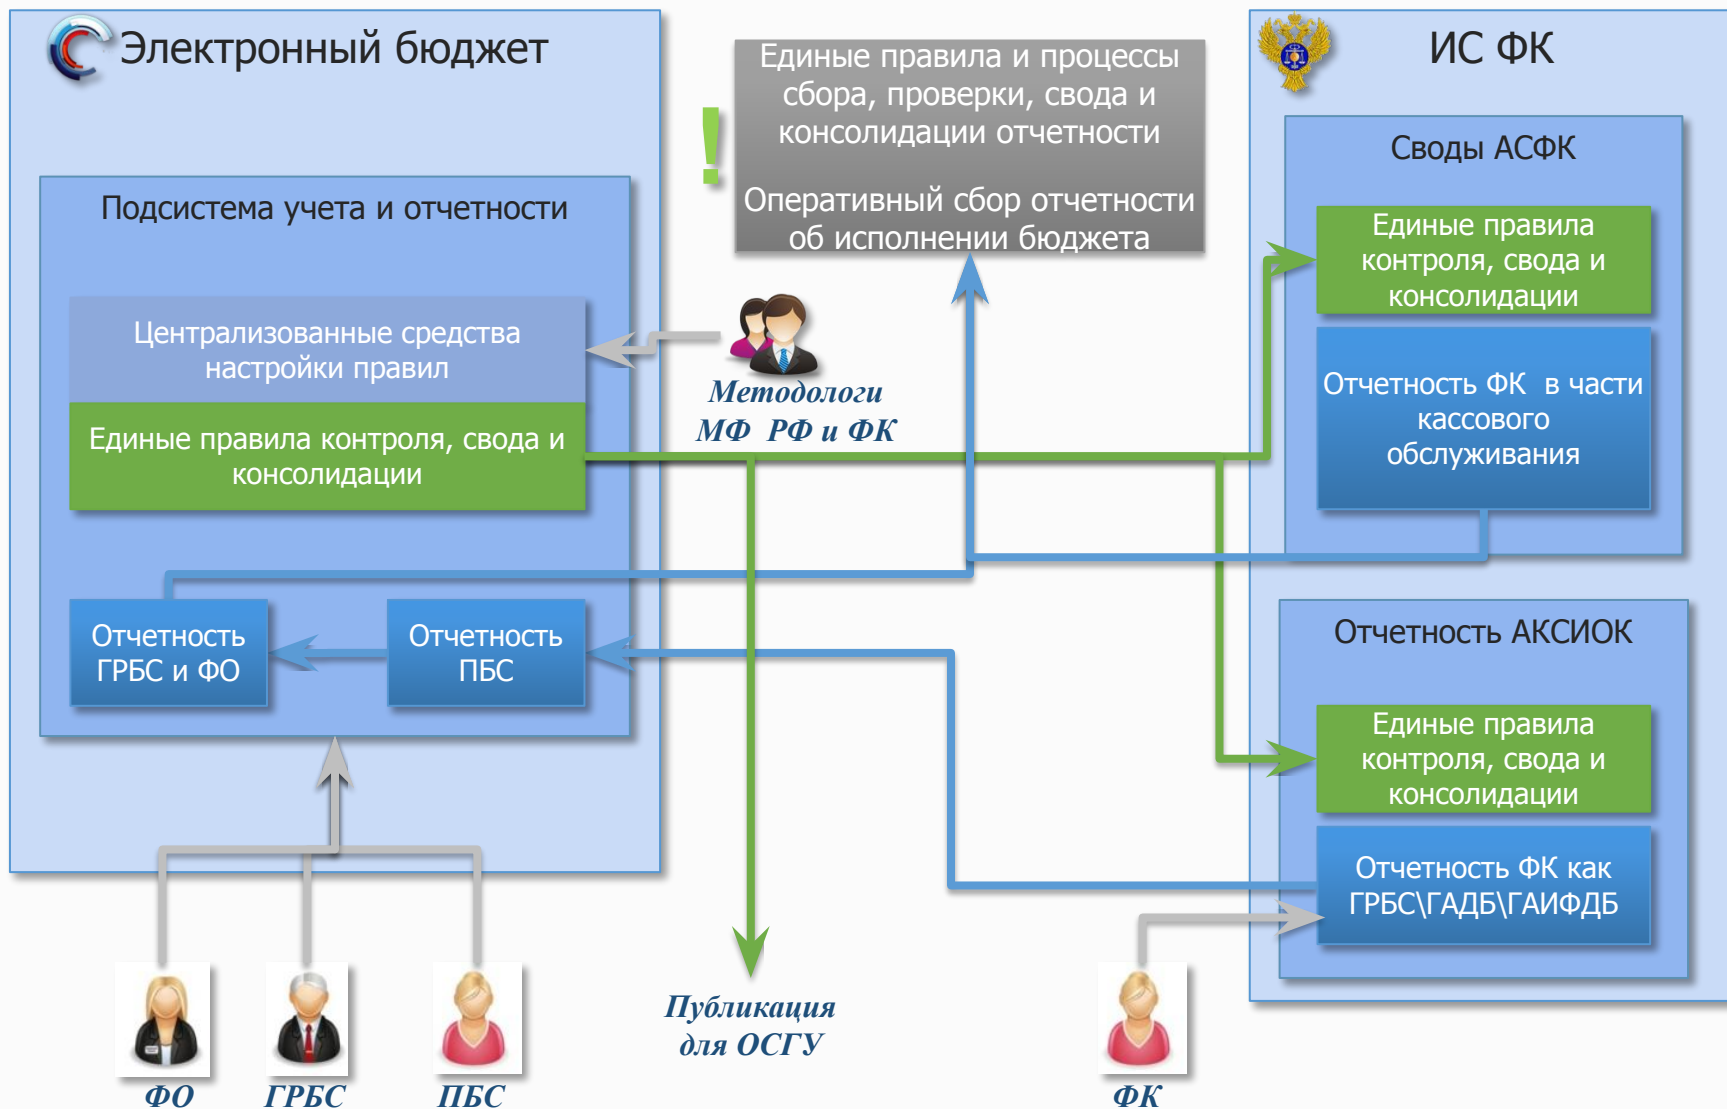 Электронный бюджет
Подсистема учета и отчетности
Централизованные средства
настройки правил
Единые правила контроля, свода и
консолидации
Отчетность
ГРБС и ФО
Отчетность
ПБС
ФО
ГРБС
ПБС
!
Единые правила и процессы
сбора, проверки, свода и
консолидации отчетности
Оперативный сбор отчетности
об исполнении бюджета
Методологи
МФ РФ и ФК
Публикация
для ОСГУ
ИС ФК
Своды АСФК
Единые правила
контроля, свода и
консолидации
Отчетность ФК в части
кассового
обслуживания
Отчетность АКСИОК
Единые правила
контроля, свода и
консолидации
Отчетность ФК как
ГРБС\ГАДБ\ГАИФДБ
ФК